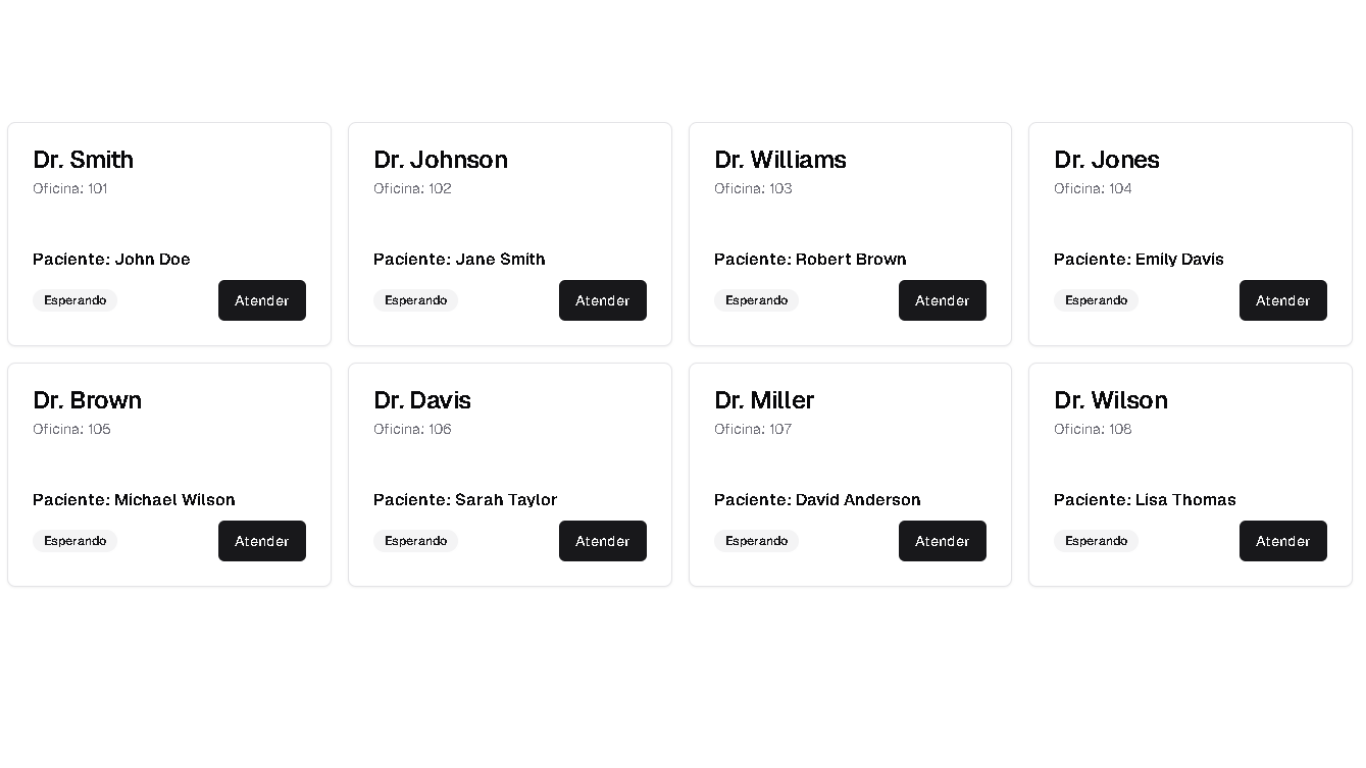 Dr. Smith
Oficina: 101
Paciente: John Doe
Esperando
Atender
Dr. Johnson
Oficina: 102
Paciente: Jane Smith
Esperando
Atender
Dr. Williams
Oficina: 103
Paciente: Robert Brown
Esperando
Atender
Dr. Jones
Oficina: 104
Paciente: Emily Davis
Esperando
Atender
Dr. Brown
Oficina: 105
Paciente: Michael Wilson
Esperando
Atender
Dr. Davis
Oficina: 106
Paciente: Sarah Taylor
Esperando
Atender
Dr. Miller
Oficina: 107
Paciente: David Anderson
Esperando
Atender
Dr. Wilson
Oficina: 108
Paciente: Lisa Thomas
Esperando
Atender